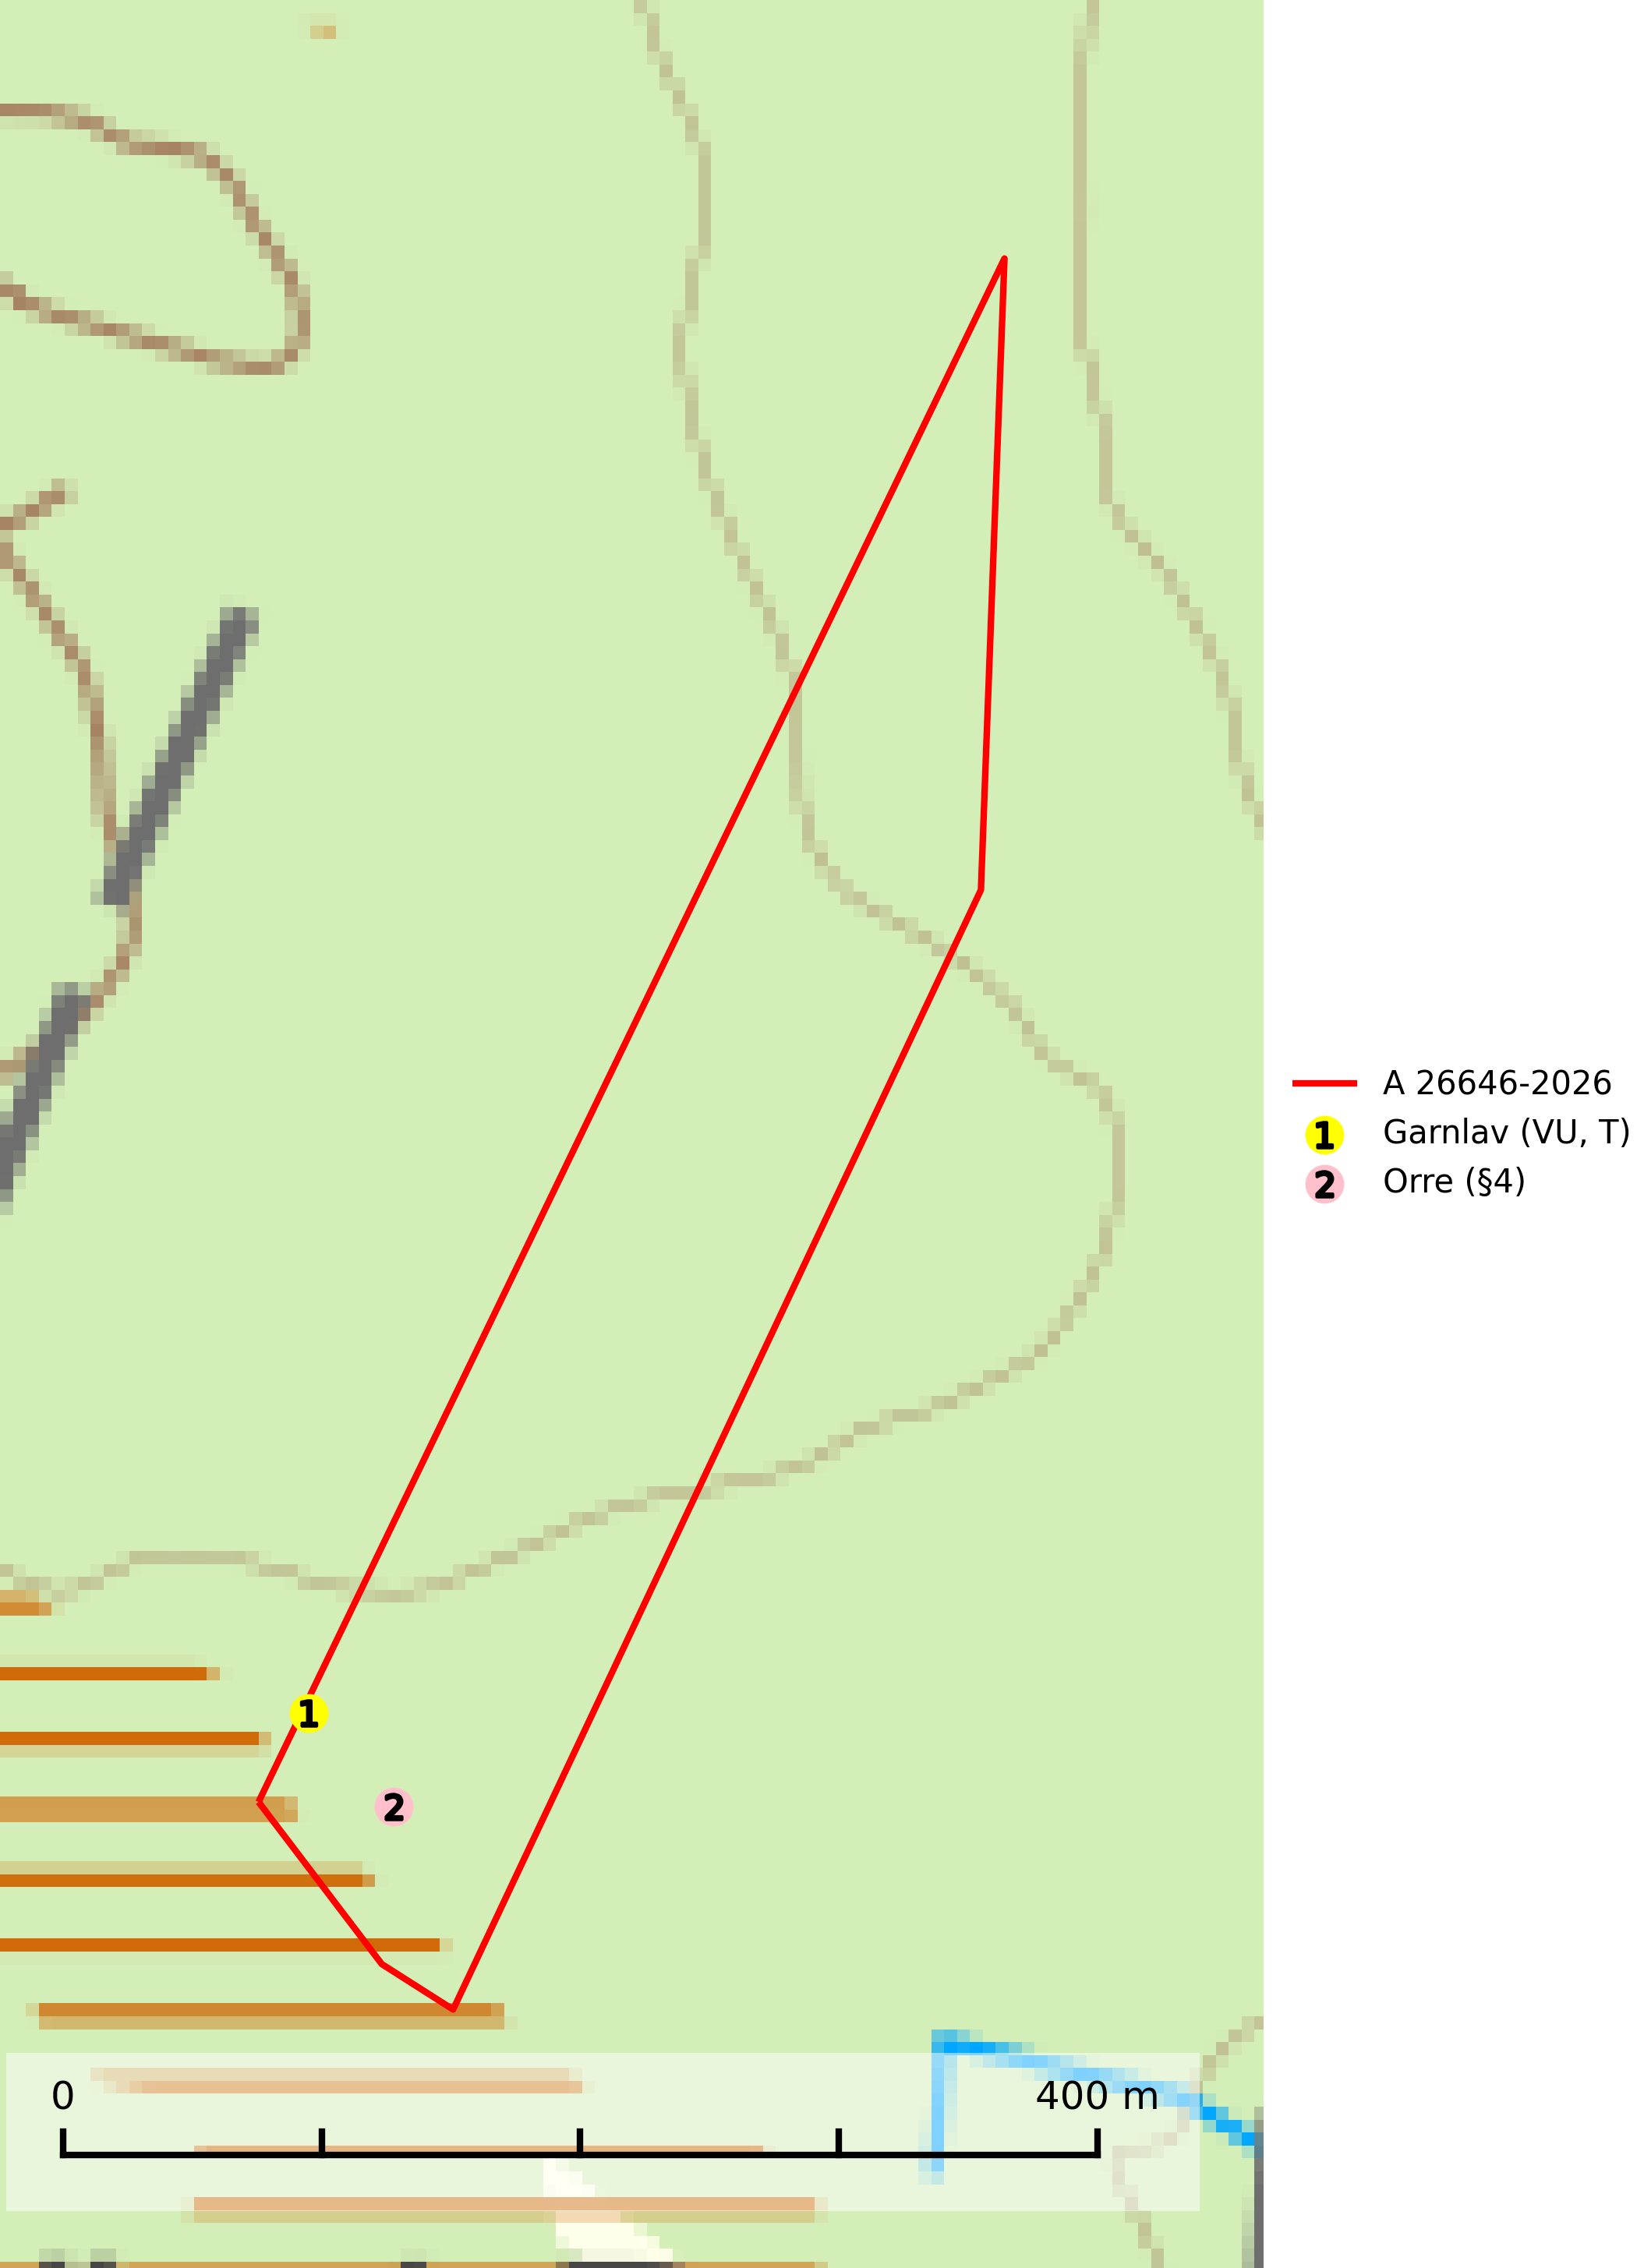 A 26646-2026
1 Garnlav (VU, T)
2 Orre (§4)
1
2
0 400 m